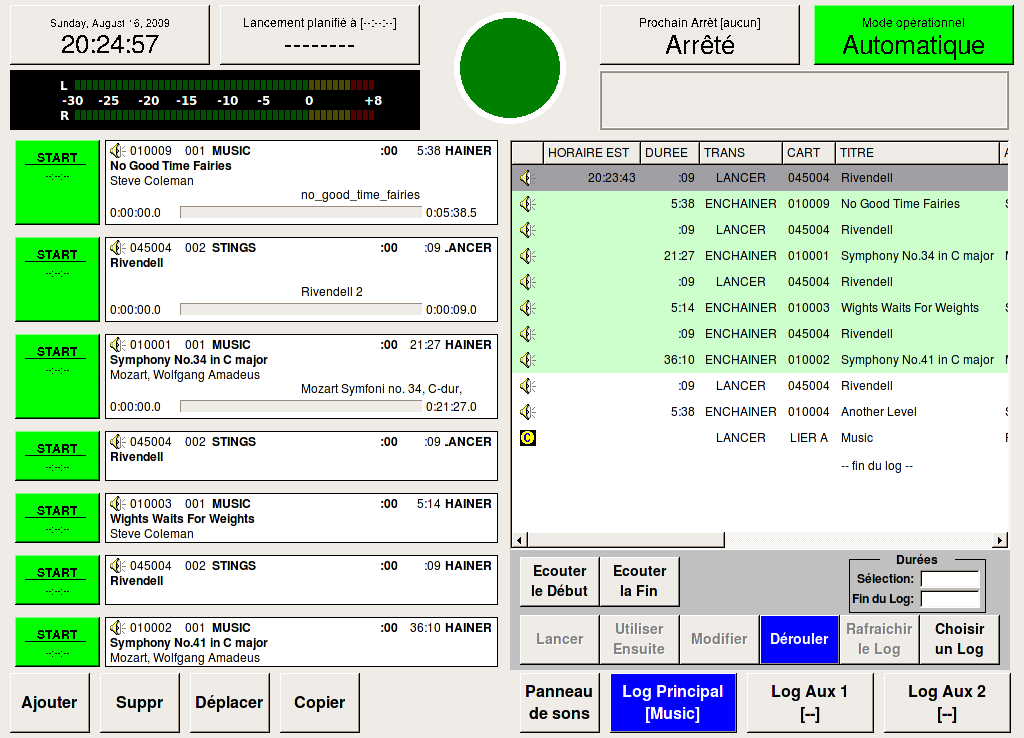 Sunday, August 16, 2009
20:24:57
Lancement planifié à [--:--:--]
--------
Prochain Arrêt [aucun]
Arrêté
Mode opérationnel
Automatique
L
-30 -25 -20 -15 -10 -5 0 +8
R
START
--:--:--
010009 001 MUSIC :00 5:38 HAINER
No Good Time Fairies
Steve Coleman
no_good_time_fairies
0:00:00.0 0:05:38.5
START
--:--:--
045004 002 STINGS :00 :09 LANCER
Rivendell
Rivendell 2
0:00:00.0 0:00:09.0
START
--:--:--
010001 001 MUSIC :00 21:27 HAINER
Symphony No.34 in C major
Mozart, Wolfgang Amadeus
Mozart Symfoni no. 34, C-dur,
0:00:00.0 0:21:27.0
START
--:--:--
045004 002 STINGS :00 :09 LANCER
Rivendell
START
--:--:--
010003 001 MUSIC :00 5:14 HAINER
Wights Waits For Weights
Steve Coleman
START
--:--:--
045004 002 STINGS :00 :09 HAINER
Rivendell
START
--:--:--
010002 001 MUSIC :00 36:10 HAINER
Symphony No.41 in C major
Mozart, Wolfgang Amadeus
HORAIRE EST DUREE TRANS CART TITRE
20:23:43 :09 LANCER 045004 Rivendell
5:38 ENCHAINER 010009 No Good Time Fairies
:09 LANCER 045004 Rivendell
21:27 ENCHAINER 010001 Symphony No.34 in C major
:09 LANCER 045004 Rivendell
5:14 ENCHAINER 010003 Wights Waits For Weights
:09 ENCHAINER 045004 Rivendell
36:10 ENCHAINER 010002 Symphony No.41 in C major
:09 LANCER 045004 Rivendell
5:38 ENCHAINER 010004 Another Level
C LANCER LIER A Music
-- fin du log --
Ecouter
le Début
Ecouter
la Fin
Durées
Sélection:
Fin du Log:
Lancer
Utiliser
Ensuite
Modifier
Dérouler
Rafraichir
le Log
Choisir
un Log
Ajouter
Suppr
Déplacer
Copier
Panneau
de sons
Log Principal
[Music]
Log Aux 1
[--]
Log Aux 2
[--]